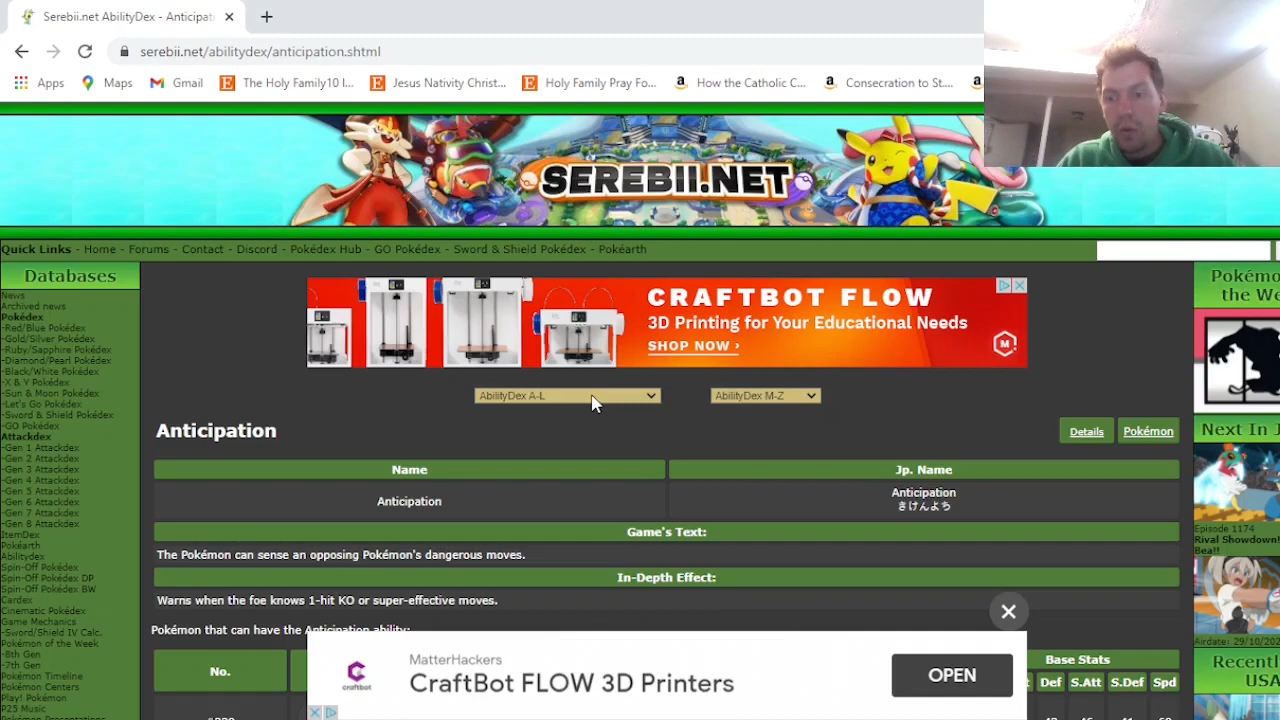 Serebii.net AbilityDex - Anticipati
serebii.net/abilitydex/anticipation.shtml
Apps Maps Gmail The Holy Family10 I... Jesus Nativity Christ... Holy Family Pray Fo... How the Catholic C... Consecration to St....
SEREBII.NET
Quick Links - Home - Forums - Contact - Discord - Pokédex Hub - GO Pokédex - Sword & Shield Pokédex - Pokéarth
Databases
News
Archived news
Pokédex
-Red/Blue Pokédex
-Gold/Silver Pokédex
-Ruby/Sapphire Pokédex
-Diamond/Pearl Pokédex
-Black/White Pokédex
-X & Y Pokédex
-Sun & Moon Pokédex
-Let's Go Pokédex
-Sword & Shield Pokédex
-GO Pokédex
Attackdex
-Gen 1 Attackdex
-Gen 2 Attackdex
-Gen 3 Attackdex
-Gen 4 Attackdex
-Gen 5 Attackdex
-Gen 6 Attackdex
-Gen 7 Attackdex
-Gen 8 Attackdex
ItemDex
Pokéarth
Abilitydex
Spin-Off Pokédex
Spin-Off Pokédex DP
Spin-Off Pokédex BW
Cardex
Cinematic Pokédex
Game Mechanics
-Sword/Shield IV Calc.
Pokémon of the Week
-8th Gen
-7th Gen
Pokémon Timeline
Pokémon Centers
Play! Pokémon
P25 Music
Pokémon Presentations
CRAFTBOT FLOW
3D Printing for Your Educational Needs
SHOP NOW ›
AbilityDex A-L AbilityDex M-Z
Anticipation Details Pokémon
Name Jp. Name
Anticipation Anticipation
きけんよち
Game's Text:
The Pokémon can sense an opposing Pokémon's dangerous moves.
In-Depth Effect:
Warns when the foe knows 1-hit KO or super-effective moves.
Pokémon that can have the Anticipation ability:
No. Base Stats
Def S.Att S.Def Spd
MatterHackers
CraftBot FLOW 3D Printers
OPEN
craftbot
Pokémo
the We
Next In J
Episode 1174
Rival Showdown!
Bea!!
Airdate: 29/10/202
Recentl
USA